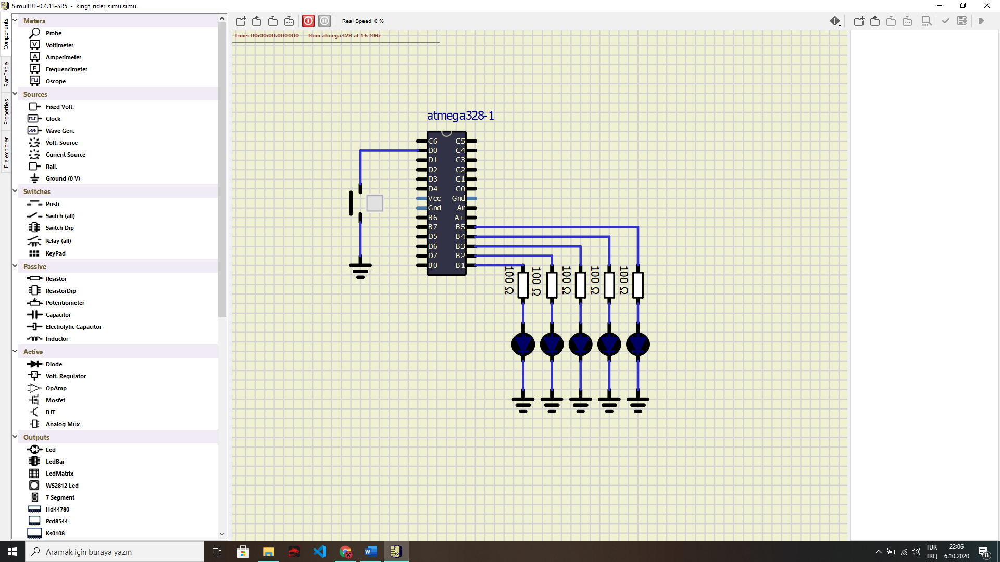 SimulIDE-0.4.13-SR5 - kingt_rider_simu.simu
Components
RamTable
Properties
File explorer
Meters
Probe
Voltimeter
Amperimeter
Frequencimeter
Oscope
Sources
Fixed Volt.
Clock
Wave Gen.
Volt. Source
Current Source
Rail.
Ground (0 V)
Switches
Push
Switch (all)
Switch Dip
Relay (all)
KeyPad
Passive
Resistor
ResistorDip
Potentiometer
Capacitor
Electrolytic Capacitor
Inductor
Active
Diode
Volt. Regulator
OpAmp
Mosfet
BJT
Analog Mux
Outputs
Led
LedBar
LedMatrix
WS2812 Led
7 Segment
Hd44780
Pcd8544
Ks0108
Real Speed: 0 %
Time: 00:00:00.000000 Mcu: atmega328 at 16 MHz
atmega328-1
C6 C5
D0 C4
D1 C3
D2 C2
D3 C1
D4 C0
Vcc Gnd
Gnd Ar
B6 A+
B7 B5
D5 B4
D6 B3
D7 B2
B0 B1
100 Ω
100 Ω
100 Ω
100 Ω
100 Ω
Aramak için buraya yazın
TUR
TRQ
22:06
6.10.2020
8